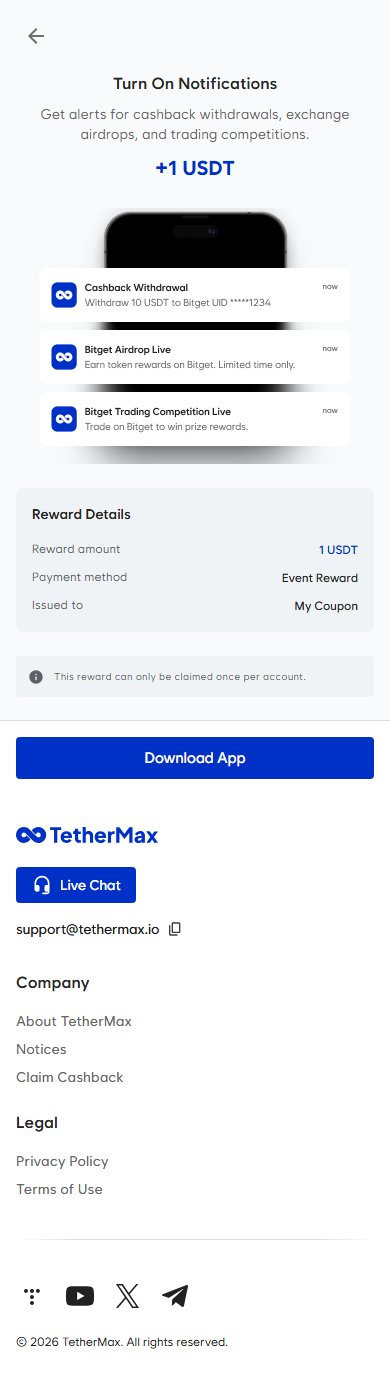 Turn On Notifications
Get alerts for cashback withdrawals, exchange
airdrops, and trading competitions.
+1 USDT
Cashback Withdrawal
now
Withdraw 10 USDT to Bitget UID *****1234
Bitget Airdrop Live
now
Earn token rewards on Bitget. Limited time only.
Bitget Trading Competition Live
now
Trade on Bitget to win prize rewards.
Reward Details
Reward amount
1 USDT
Payment method
Event Reward
Issued to
My Coupon
This reward can only be claimed once per account.
Download App
TetherMax
Live Chat
support@tethermax.io
Company
About TetherMax
Notices
Claim Cashback
Legal
Privacy Policy
Terms of Use
© 2026 TetherMax. All rights reserved.